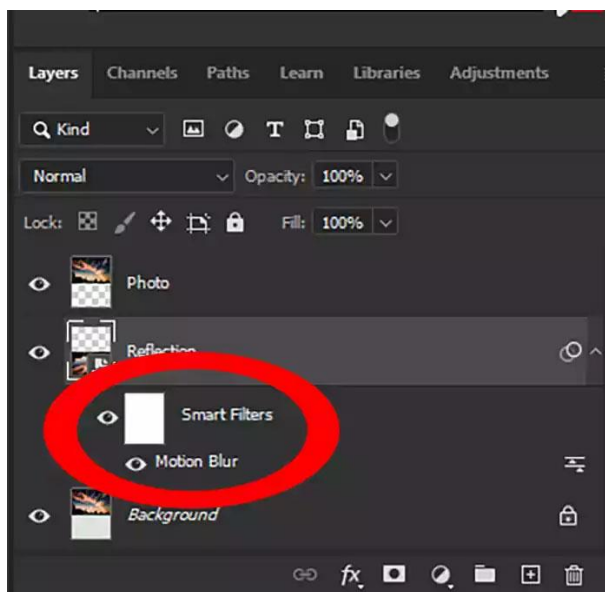 Layers Channels Paths Learn Libraries Adjustments
Kind
Normal Opacity: 100%
Lock: Fill: 100%
Photo
Reflection
Smart Filters
Motion Blur
Background
fx